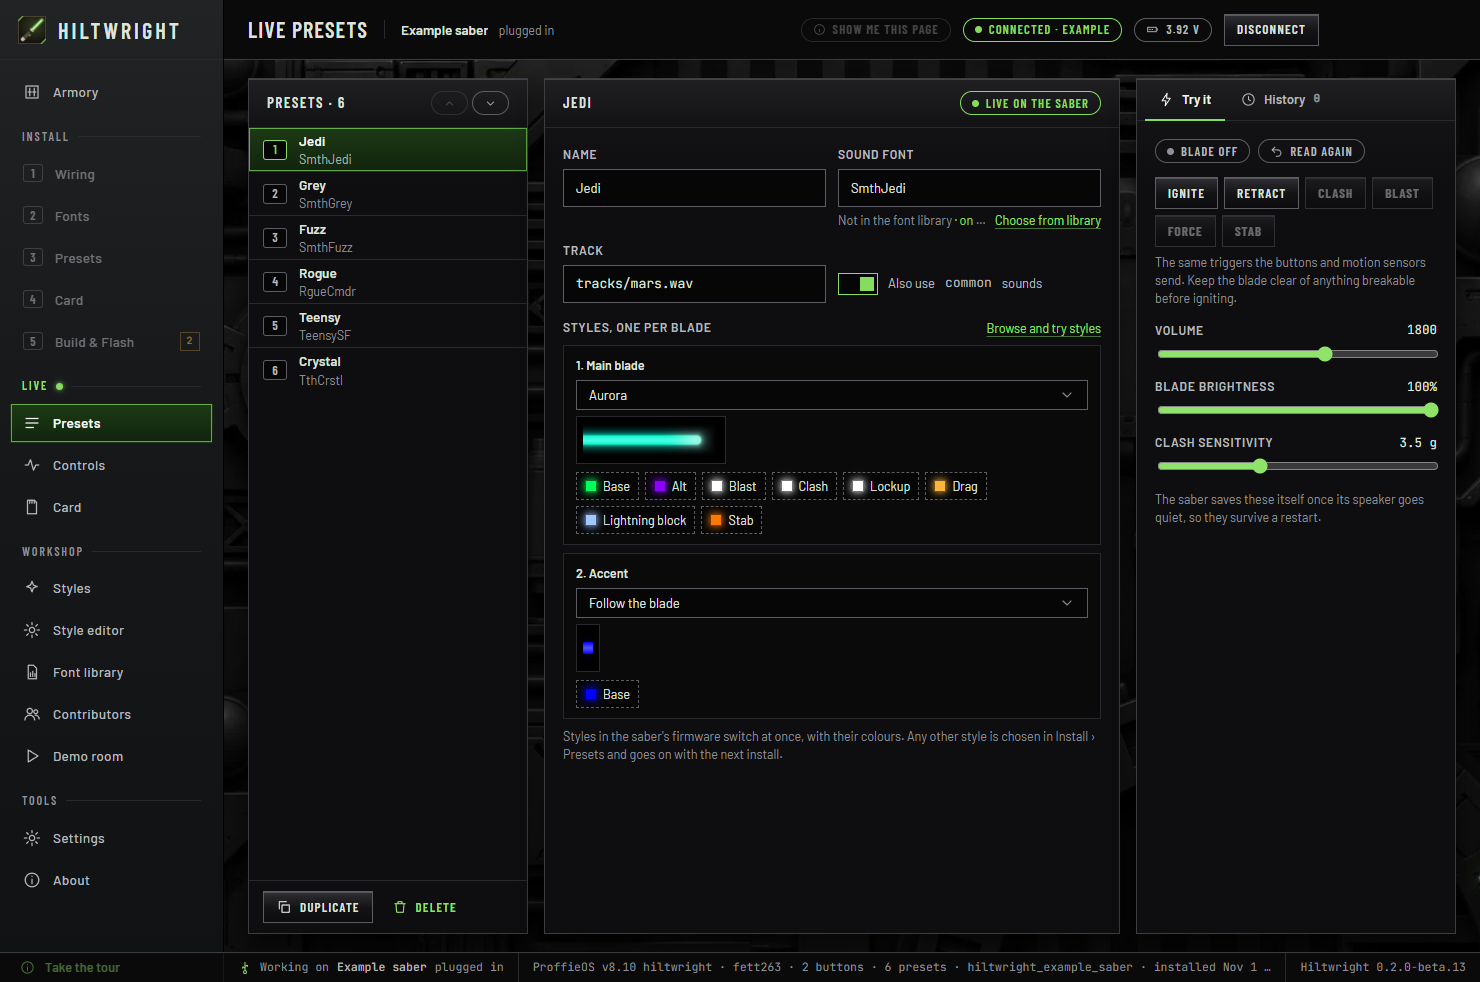 HILTWRIGHT
LIVE PRESETS
Example saber plugged in
SHOW ME THIS PAGE
CONNECTED · EXAMPLE
3.92 V
DISCONNECT
Armory
INSTALL
1 Wiring
2 Fonts
3 Presets
4 Card
5 Build & Flash 2
LIVE
Presets
Controls
Card
WORKSHOP
Styles
Style editor
Font library
Contributors
Demo room
TOOLS
Settings
About
Take the tour
PRESETS · 6
1 Jedi
SmthJedi
2 Grey
SmthGrey
3 Fuzz
SmthFuzz
4 Rogue
RgueCmdr
5 Teensy
TeensySF
6 Crystal
TthCrstl
DUPLICATE
DELETE
JEDI
LIVE ON THE SABER
NAME
Jedi
SOUND FONT
SmthJedi
Not in the font library · on … Choose from library
TRACK
tracks/mars.wav
Also use common sounds
STYLES, ONE PER BLADE
Browse and try styles
1. Main blade
Aurora
Base Alt Blast Clash Lockup Drag
Lightning block Stab
2. Accent
Follow the blade
Base
Styles in the saber's firmware switch at once, with their colours. Any other style is chosen in Install ›
Presets and goes on with the next install.
Try it
History 0
BLADE OFF
READ AGAIN
IGNITE RETRACT CLASH BLAST
FORCE STAB
The same triggers the buttons and motion sensors
send. Keep the blade clear of anything breakable
before igniting.
VOLUME 1800
BLADE BRIGHTNESS 100%
CLASH SENSITIVITY 3.5 g
The saber saves these itself once its speaker goes
quiet, so they survive a restart.
Working on Example saber plugged in
ProffieOS v8.10 hiltwright · fett263 · 2 buttons · 6 presets · hiltwright_example_saber · installed Nov 1 …
Hiltwright 0.2.0-beta.13